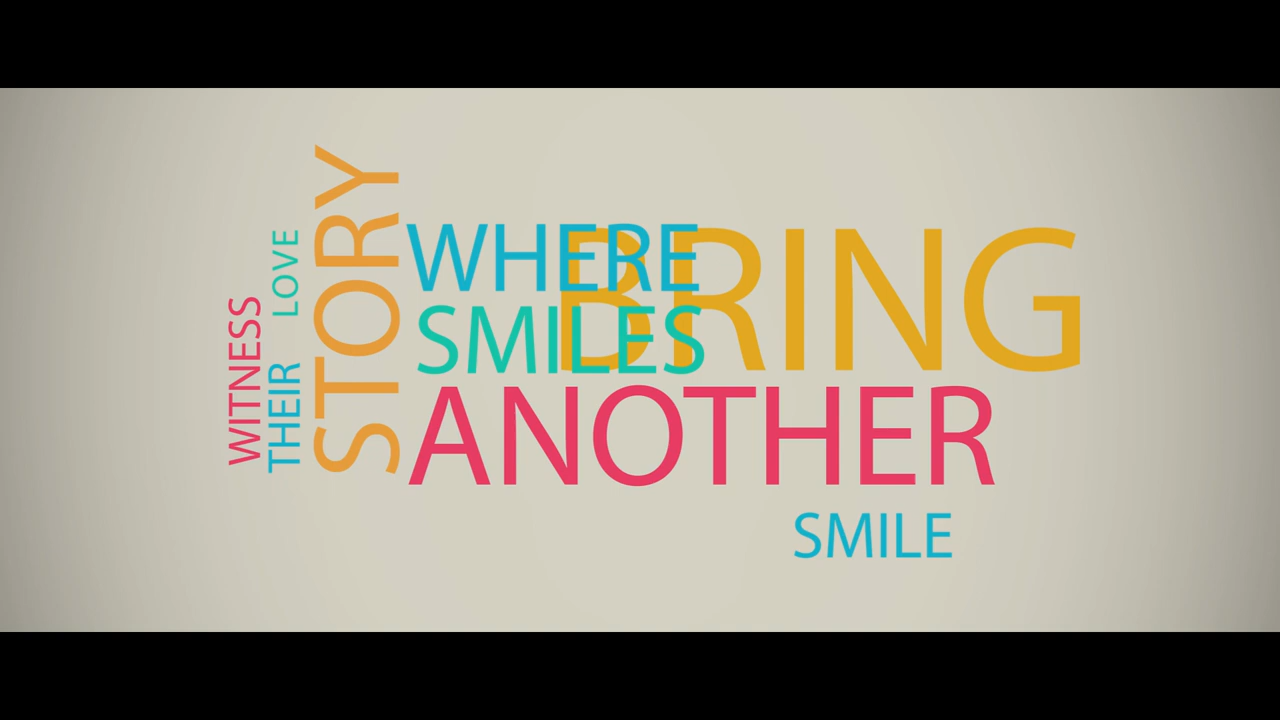 WITNESS
THEIR LOVE
STORY
WHERE
SMILES
BRING
ANOTHER
SMILE